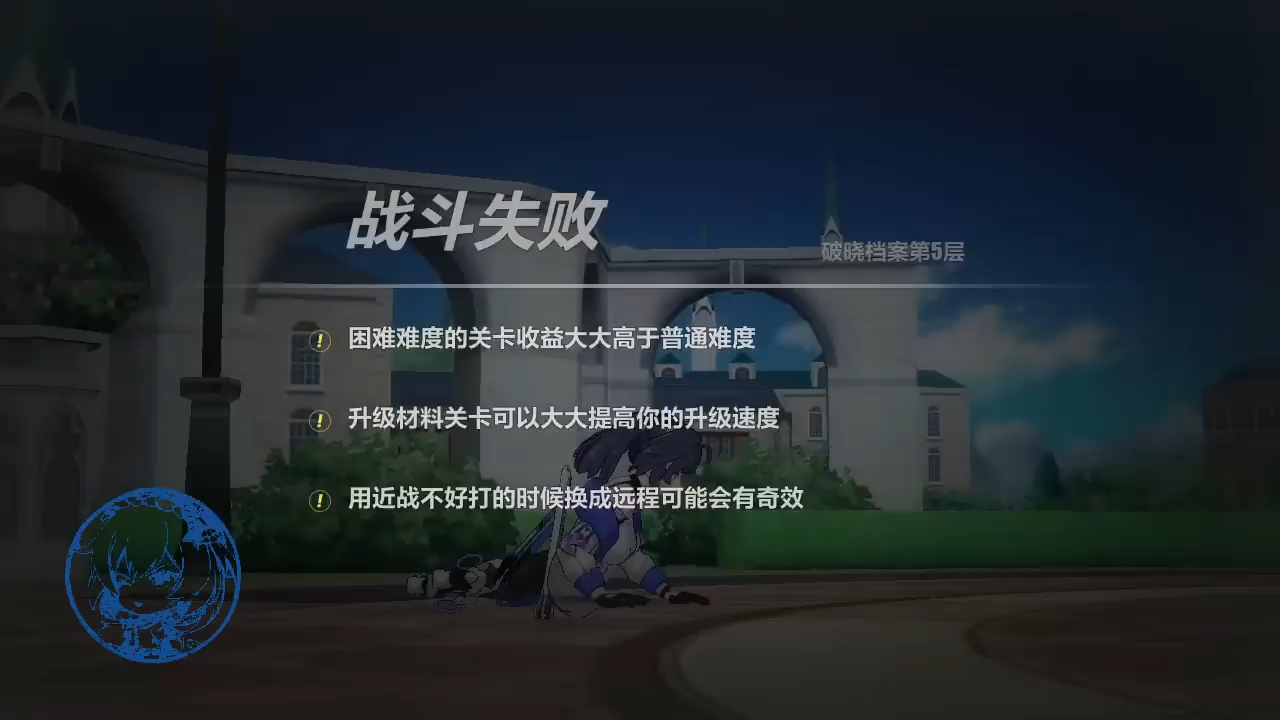 战斗失败
破晓档案第5层
困难难度的关卡收益大大高于普通难度
升级材料关卡可以大大提高你的升级速度
用近战不好打的时候换成远程可能会有奇效